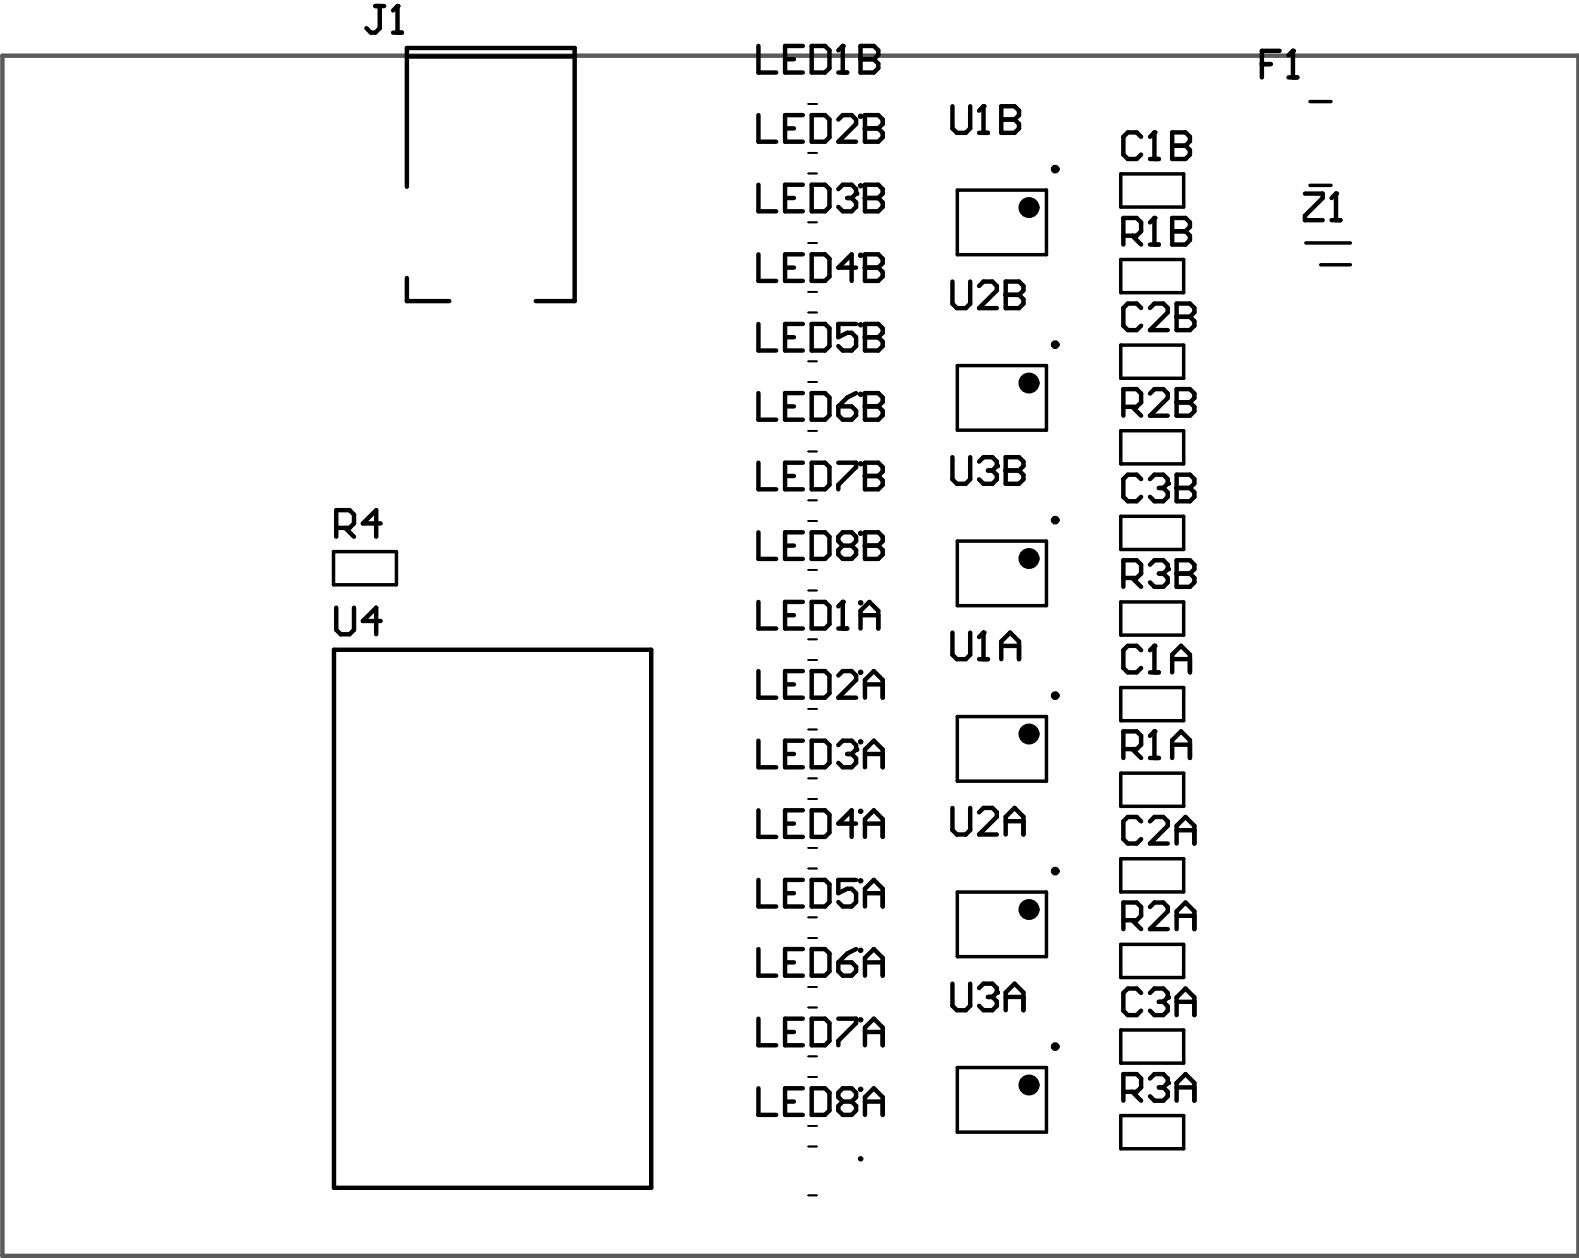 J1
LED1B
LED2B
LED3B
LED4B
LED5B
LED6B
LED7B
LED8B
LED1A
LED2A
LED3A
LED4A
LED5A
LED6A
LED7A
LED8A
U1B
U2B
U3B
U1A
U2A
U3A
C1B
R1B
C2B
R2B
C3B
R3B
C1A
R1A
C2A
R2A
C3A
R3A
F1
Z1
R4
U4